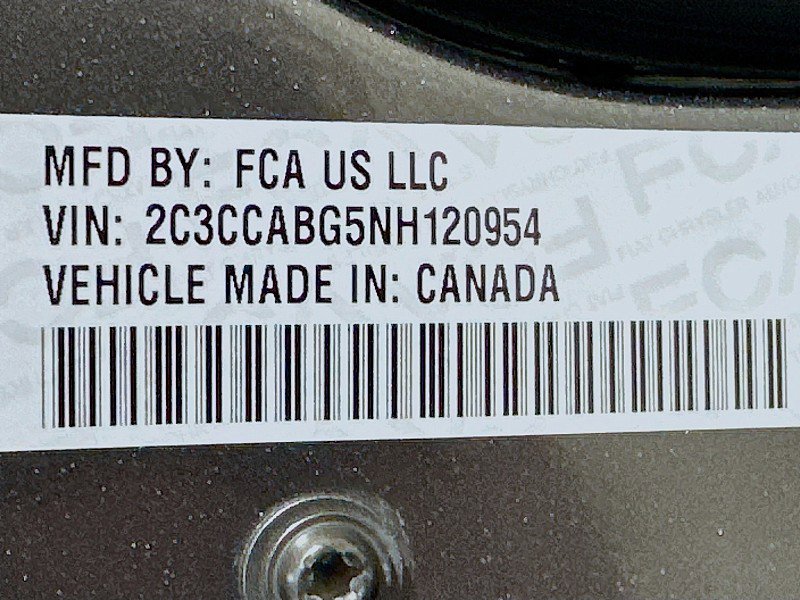 MFD BY: FCA US LLC
VIN: 2C3CCABG5NH120954
VEHICLE MADE IN: CANADA